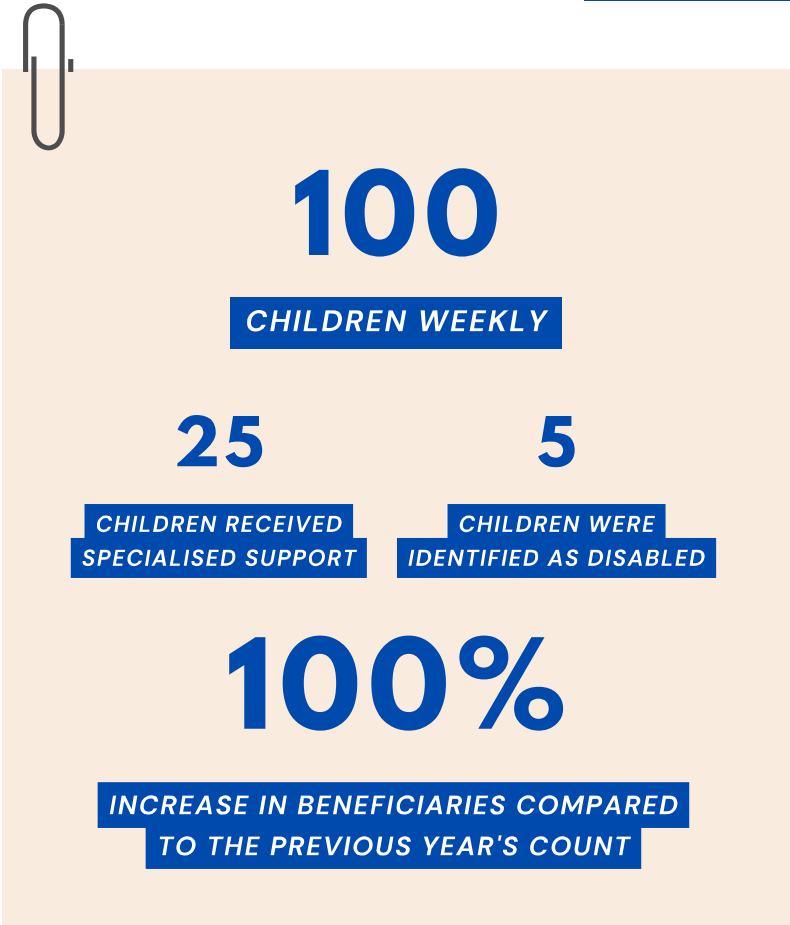 100
CHILDREN WEEKLY
25
CHILDREN RECEIVED
SPECIALISED SUPPORT
5
CHILDREN WERE
IDENTIFIED AS DISABLED
100%
INCREASE IN BENEFICIARIES COMPARED
TO THE PREVIOUS YEAR'S COUNT